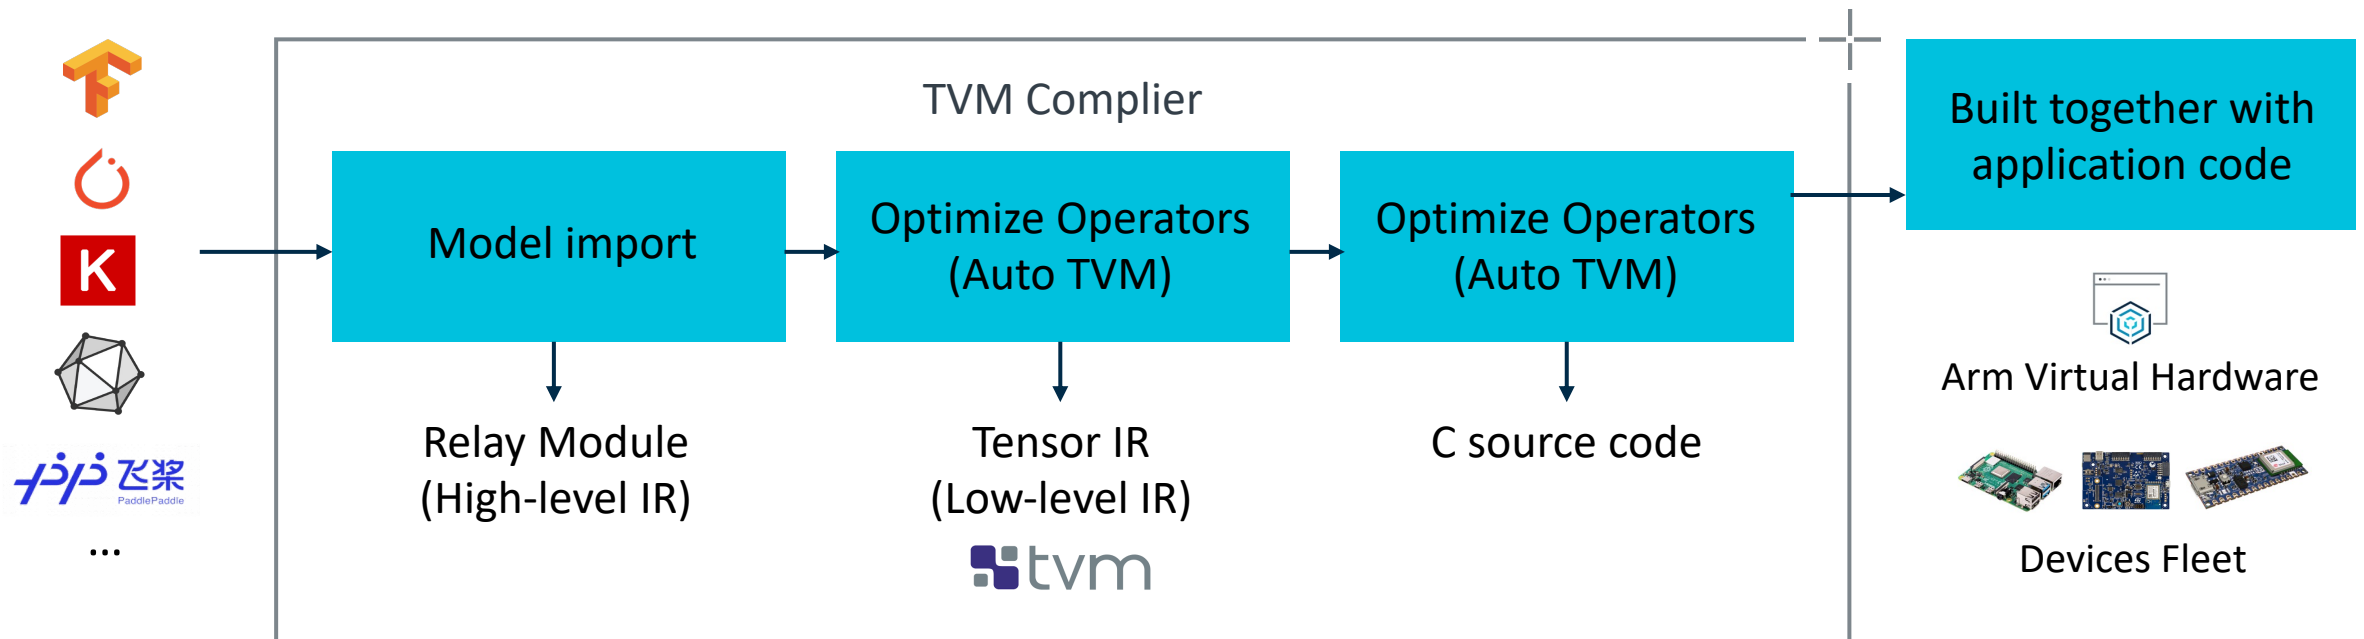 TVM Complier
Model import
Optimize Operators
(Auto TVM)
Optimize Operators
(Auto TVM)
Built together with
application code
K
飞桨
PaddlePaddle
...
Relay Module
(High-level IR)
Tensor IR
(Low-level IR)
tvm
C source code
Arm Virtual Hardware
Devices Fleet